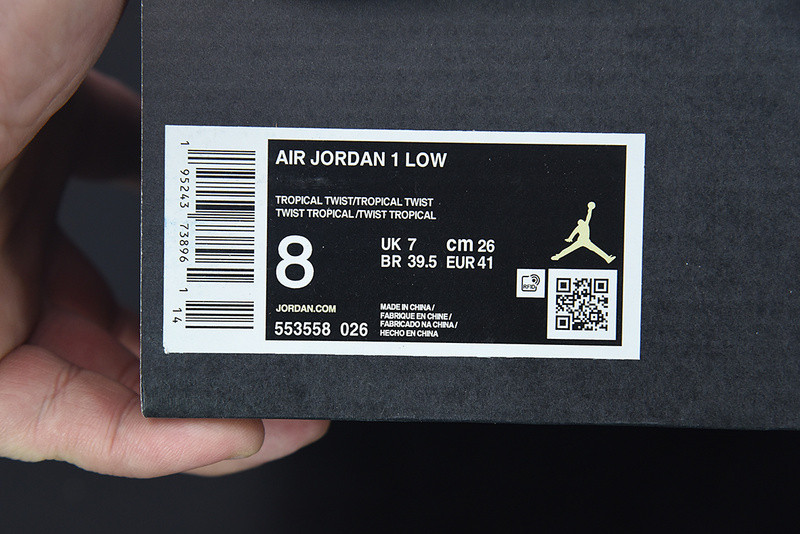 1 95243 73896 1 14
AIR JORDAN 1 LOW
TROPICAL TWIST/TROPICAL TWIST
TWIST TROPICAL /TWIST TROPICAL
8
UK 7 cm 26
BR 39.5 EUR 41
RFID
JORDAN.COM
553558 026
MADE IN CHINA /
FABRIQUE EN CHINE /
FABRICADO NA CHINA /
HECHO EN CHINA